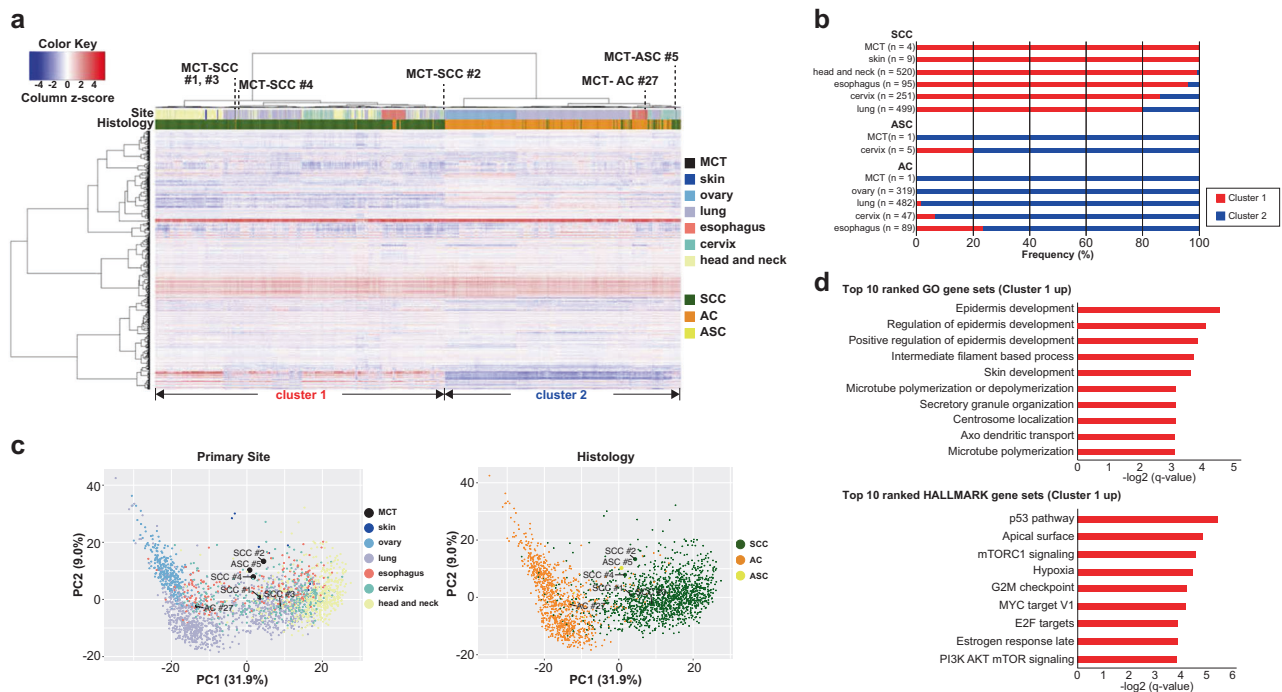 a
Color Key
-4 -2 0 2 4
Column z-score
MCT-SCC
#1, #3
MCT-SCC #4
MCT-SCC #2
MCT- AC #27
MCT-ASC #5
Site
Histology
MCT
skin
ovary
lung
esophagus
cervix
head and neck
SCC
AC
ASC
cluster 1
cluster 2
b
SCC
MCT (n = 4)
skin (n = 9)
head and neck (n = 520)
esophagus (n = 95)
cervix (n = 251)
lung (n = 499)
ASC
MCT(n = 1)
cervix (n = 5)
AC
MCT (n = 1)
ovary (n = 319)
lung (n = 482)
cervix (n = 47)
esophagus (n = 89)
0 20 40 60 80 100
Frequency (%)
Cluster 1
Cluster 2
c
Primary Site
40
20
0
-20
PC2 (9.0%)
-20 0 20
PC1 (31.9%)
SCC #2
ASC #5
SCC #4
SCC #1
SCC #3
AC #27
MCT
skin
ovary
lung
esophagus
cervix
head and neck
Histology
40
20
0
-20
PC2 (9.0%)
-20 0 20
PC1 (31.9%)
SCC #2
ASC #5
SCC #4
AC #27
SCC
AC
ASC
d
Top 10 ranked GO gene sets (Cluster 1 up)
Epidermis development
Regulation of epidermis development
Positive regulation of epidermis development
Intermediate filament based process
Skin development
Microtube polymerization or depolymerization
Secretory granule organization
Centrosome localization
Axo dendritic transport
Microtube polymerization
0 1 2 3 4 5
-log2 (q-value)
Top 10 ranked HALLMARK gene sets (Cluster 1 up)
p53 pathway
Apical surface
mTORC1 signaling
Hypoxia
G2M checkpoint
MYC target V1
E2F targets
Estrogen response late
PI3K AKT mTOR signaling
0 1 2 3 4 5 6
-log2 (q-value)